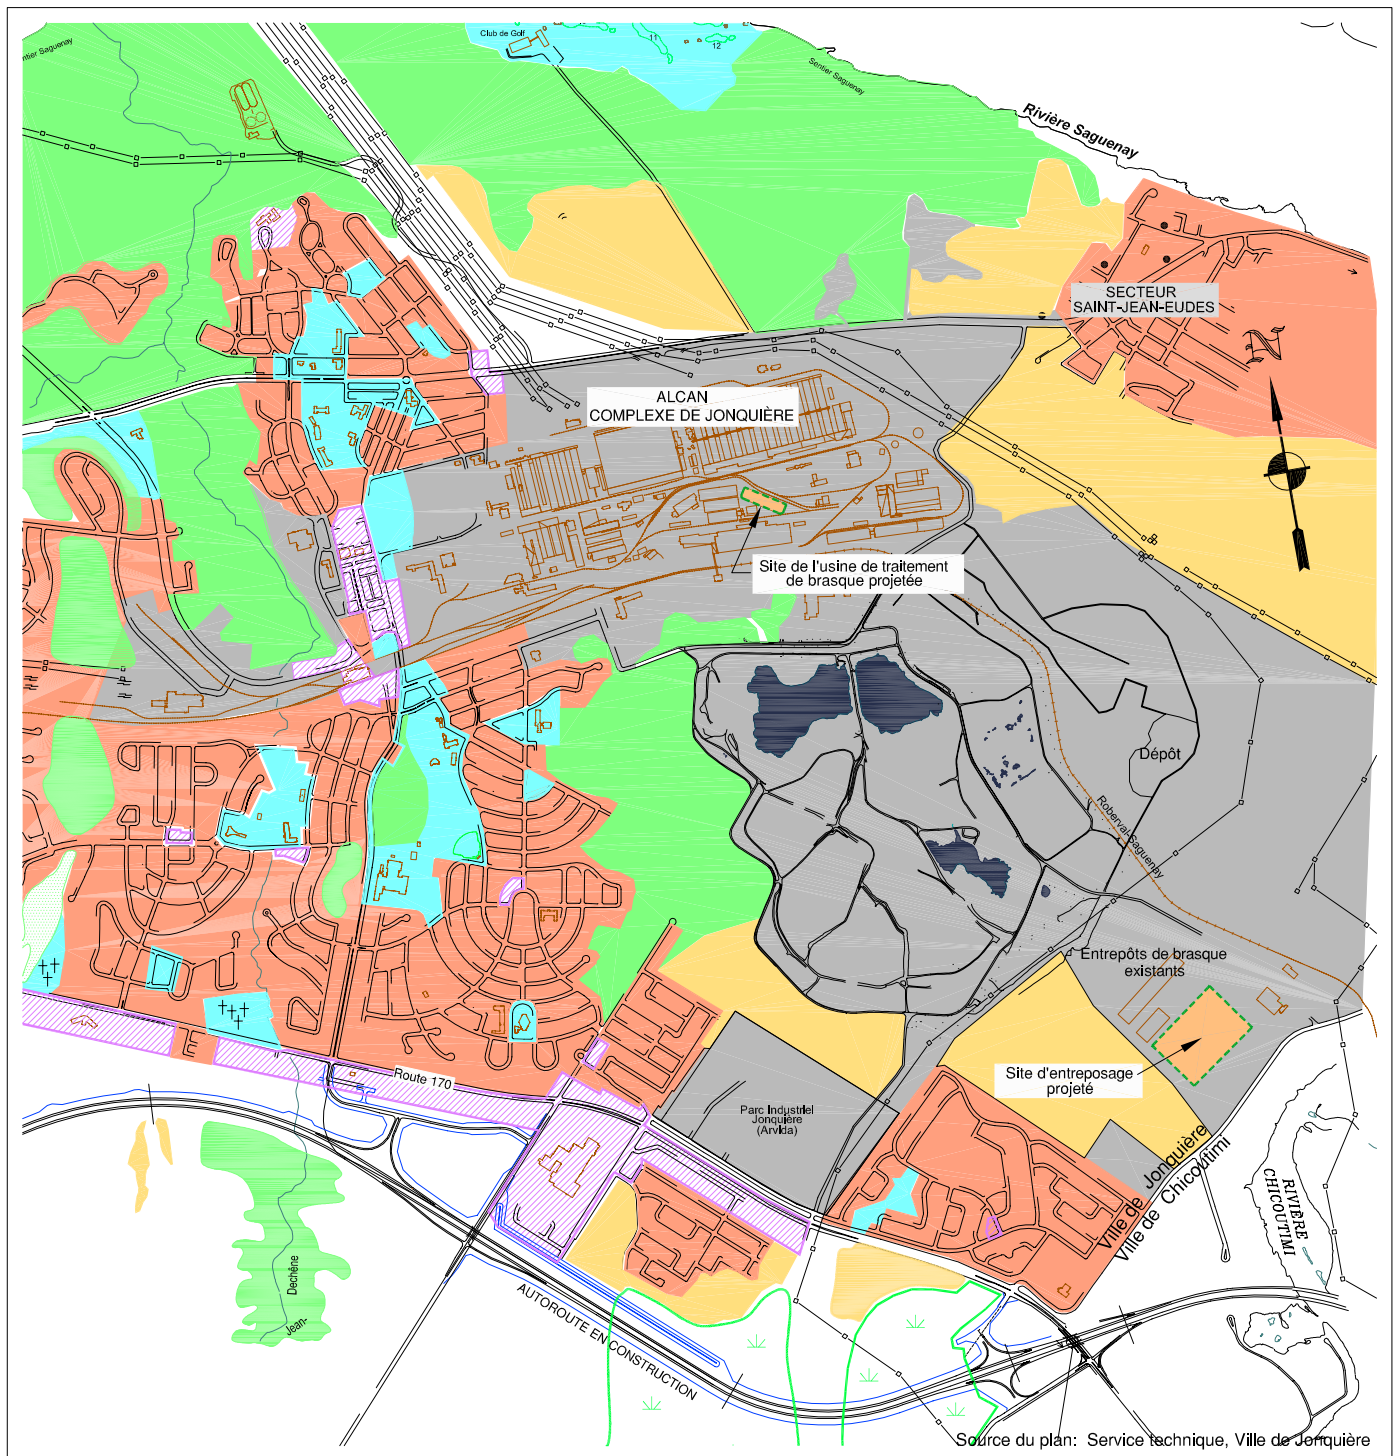 Club de Golf
11
12
ntier Saguenay
Sentier Saguenay
Rivière Saguenay
SECTEUR
SAINT-JEAN-EUDES
N
ALCAN
COMPLEXE DE JONQUIÈRE
Site de l'usine de traitement
de brasque projetée
Dépôt
Roberval-Saguenay
Entrepôts de brasque
existants
Site d'entreposage
projeté
Route 170
Parc Industriel
Jonquière
(Arvida)
Ville de Jonquière
Ville de Chicoutimi
RIVIÈRE
CHICOUTIMI
Dechêne
Jean-
AUTOROUTE EN CONSTRUCTION
Source du plan: Service technique, Ville de Jonquière